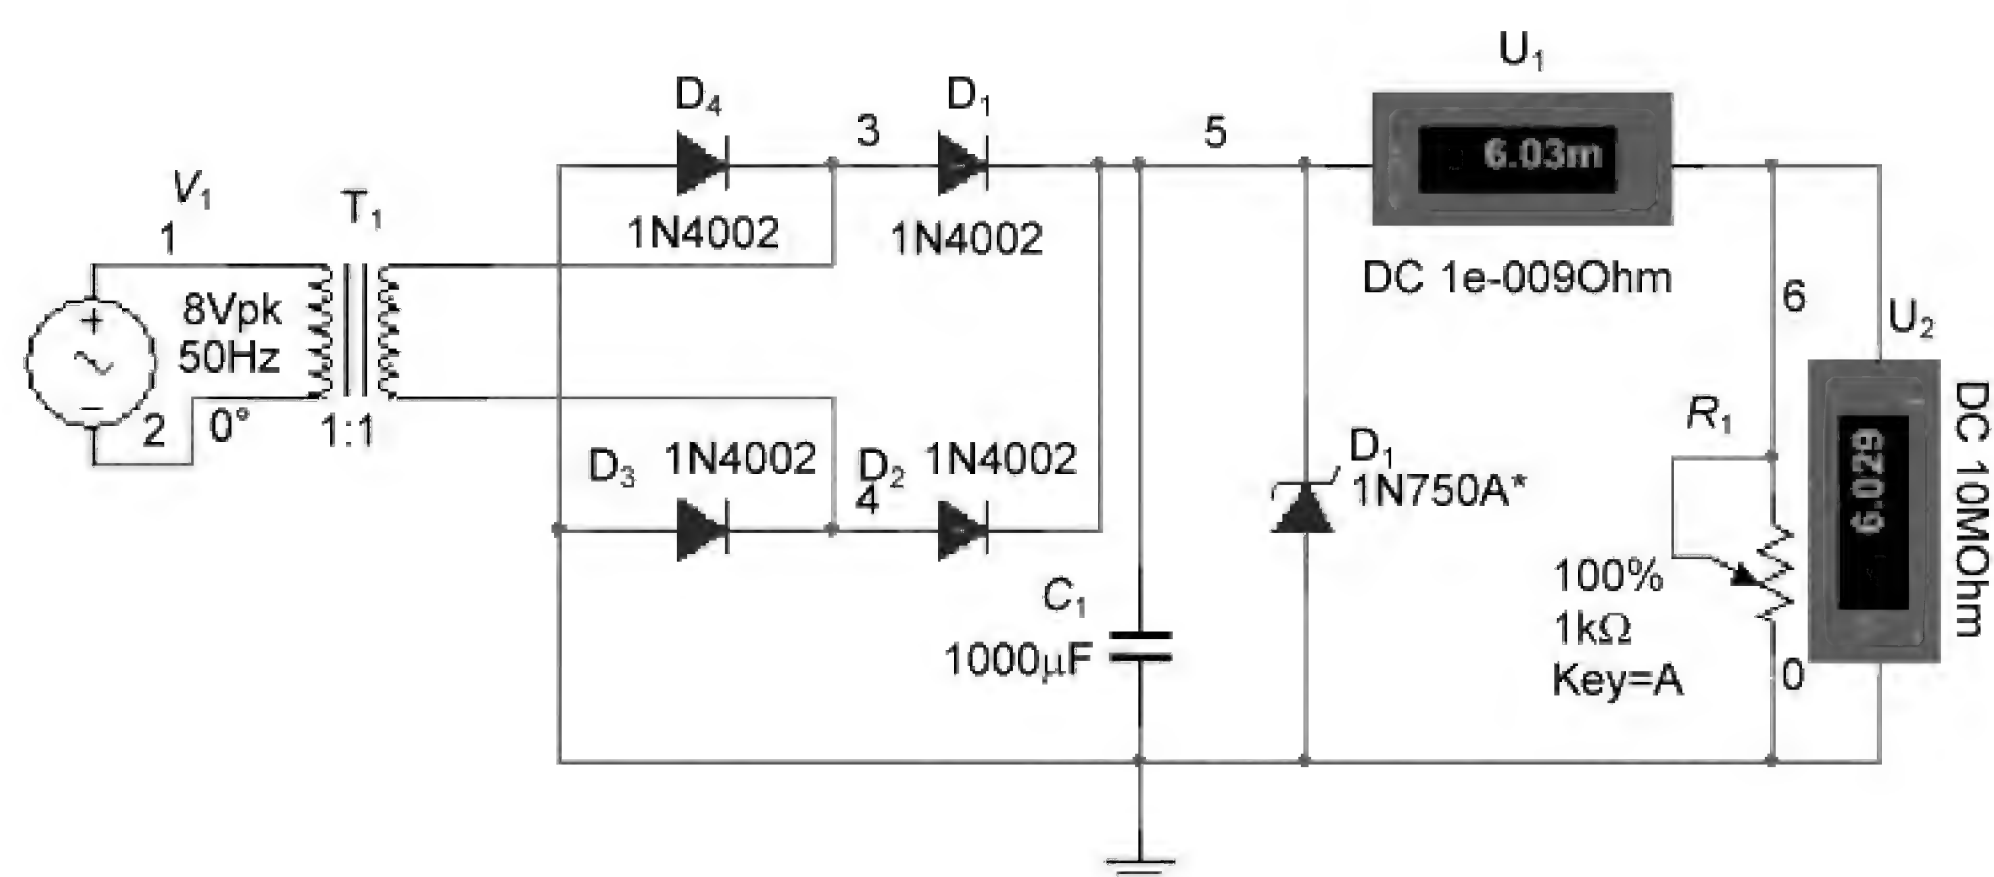 U₁
D₄
D₁
3
5
6.03m
V₁
T₁
1
1N4002
1N4002
DC 1e-009Ohm
8Vpk
50Hz
6
U₂
2
0°
1:1
D₃
1N4002
D₂
4
1N4002
D₁
1N750A*
R₁
6.029
DC 10MOhm
C₁
1000μF
100%
1kΩ
Key=A
0